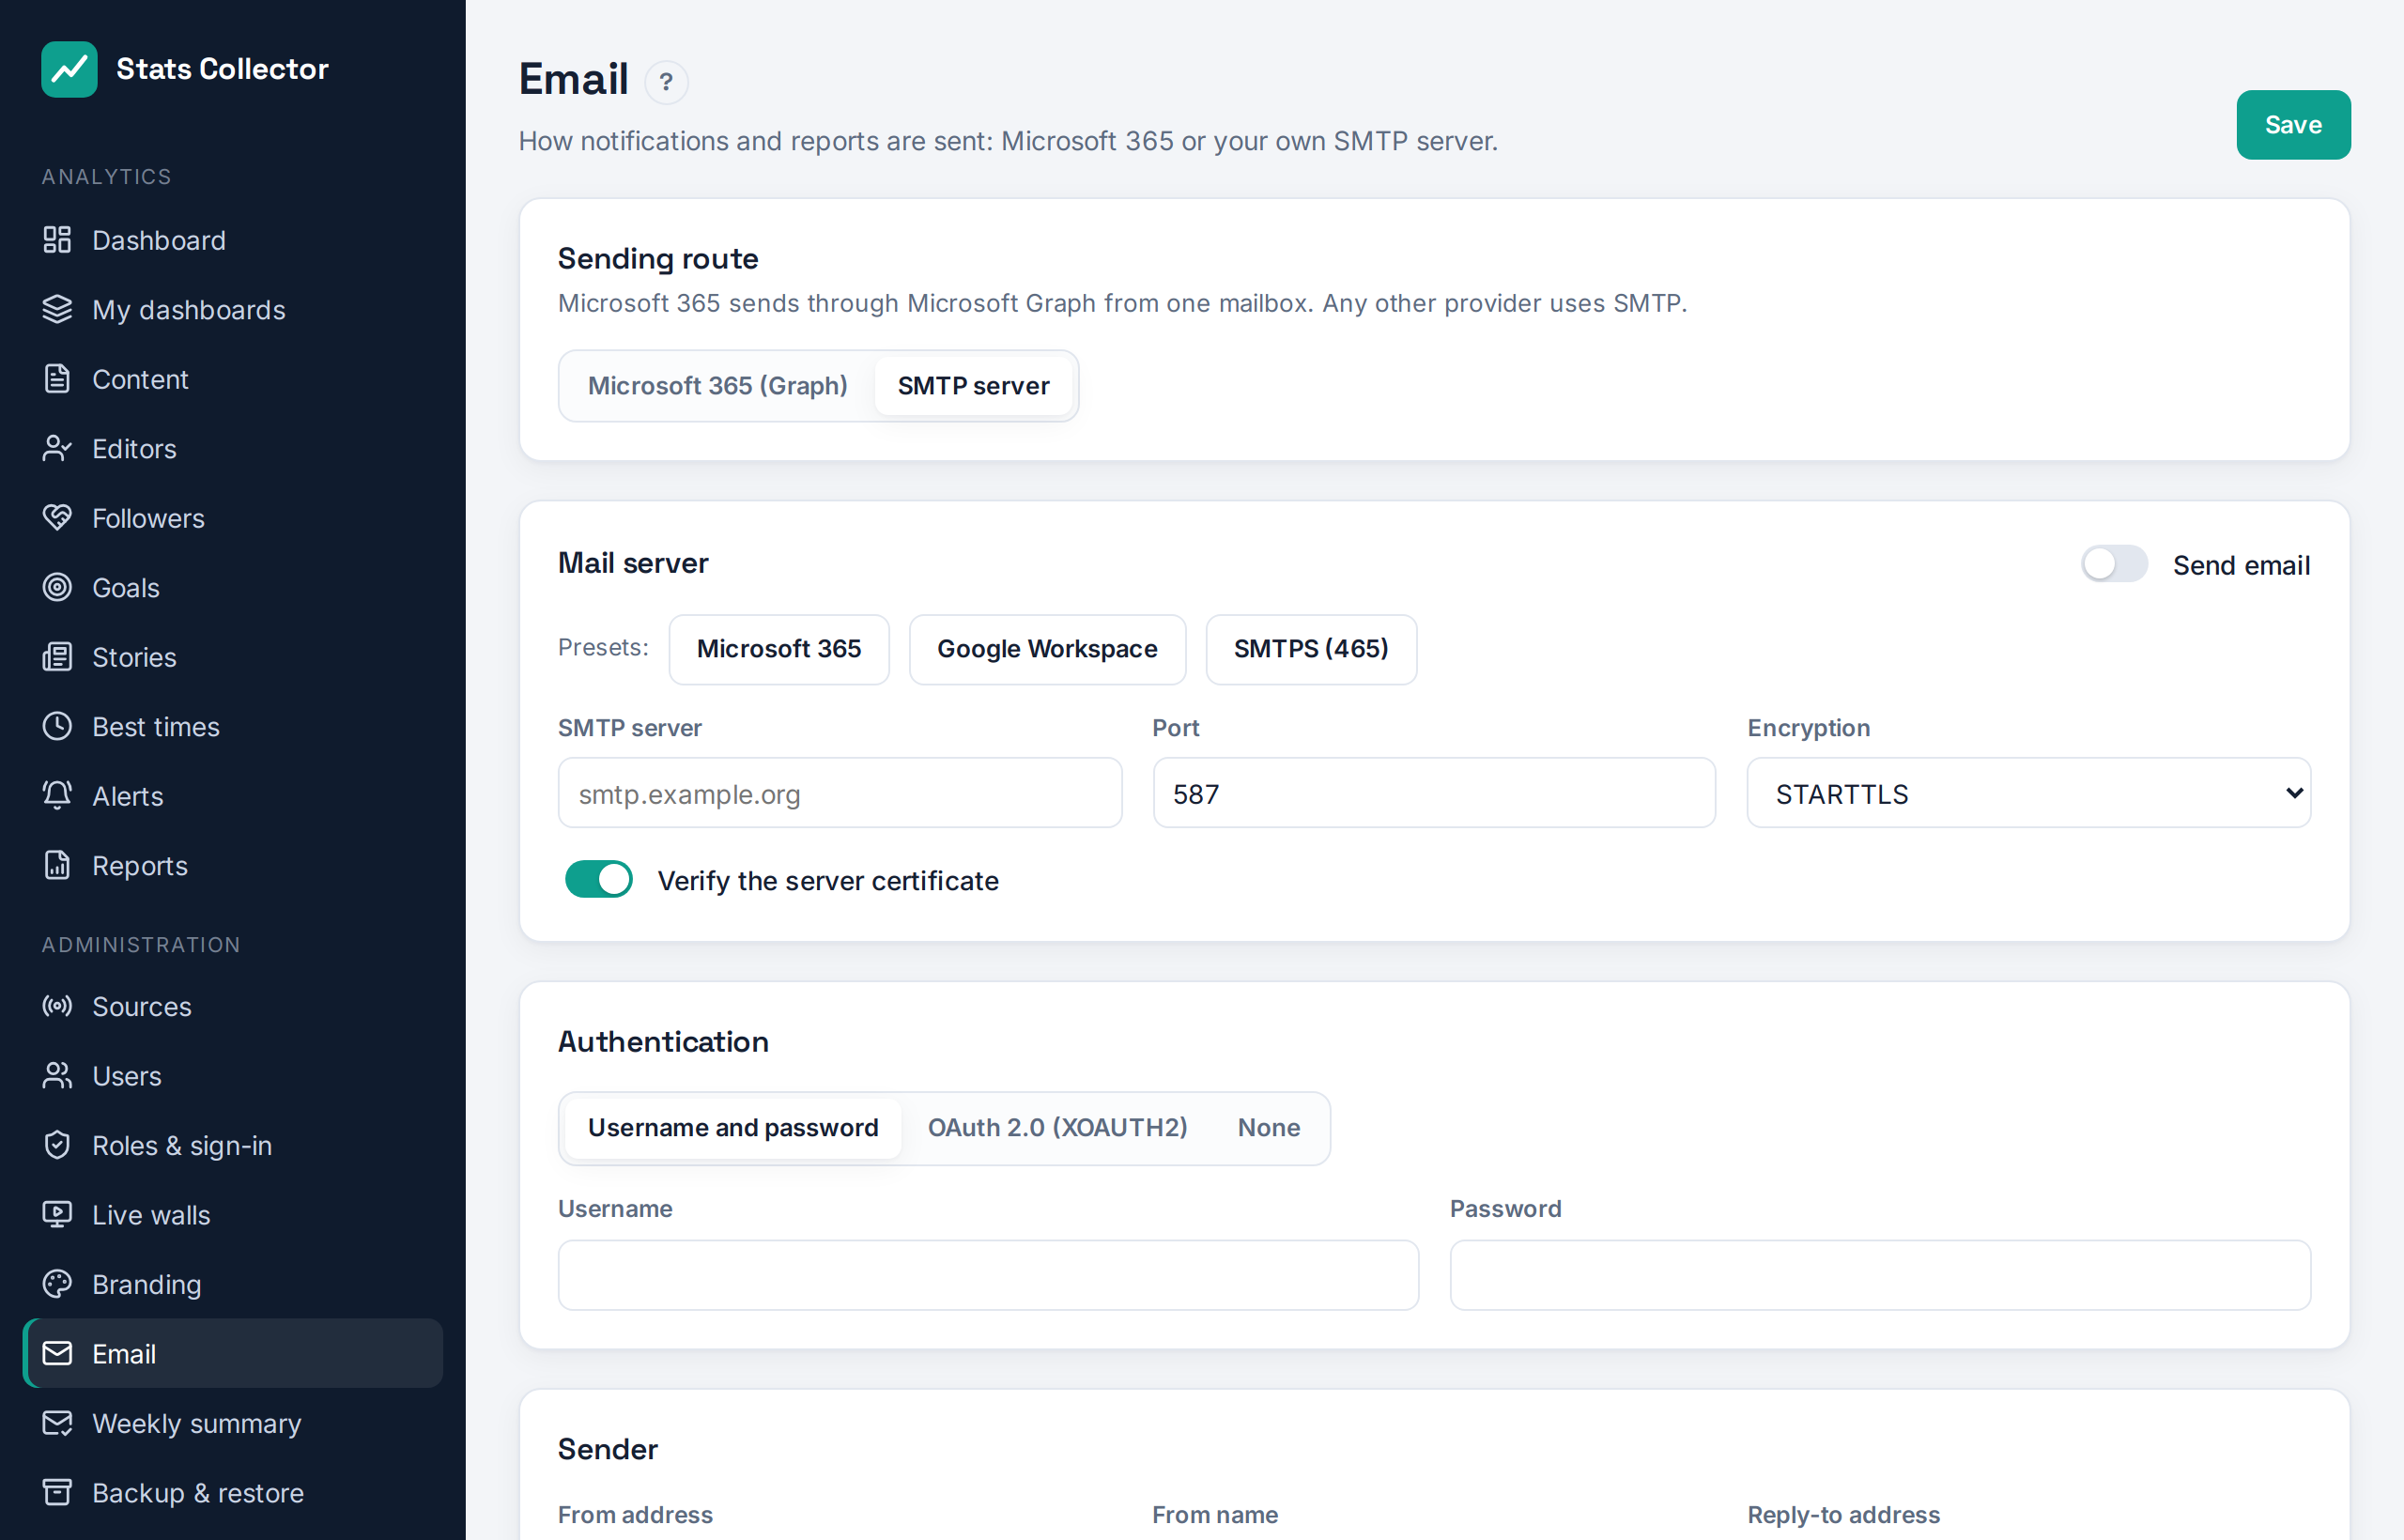 Stats Collector
ANALYTICS
Dashboard
My dashboards
Content
Editors
Followers
Goals
Stories
Best times
Alerts
Reports
ADMINISTRATION
Sources
Users
Roles & sign-in
Live walls
Branding
Email
Weekly summary
Backup & restore
Email ?
How notifications and reports are sent: Microsoft 365 or your own SMTP server.
Save
Sending route
Microsoft 365 sends through Microsoft Graph from one mailbox. Any other provider uses SMTP.
Microsoft 365 (Graph) SMTP server
Mail server
Send email
Presets: Microsoft 365 Google Workspace SMTPS (465)
SMTP server Port Encryption
smtp.example.org 587 STARTTLS
Verify the server certificate
Authentication
Username and password OAuth 2.0 (XOAUTH2) None
Username Password
Sender
From address From name Reply-to address